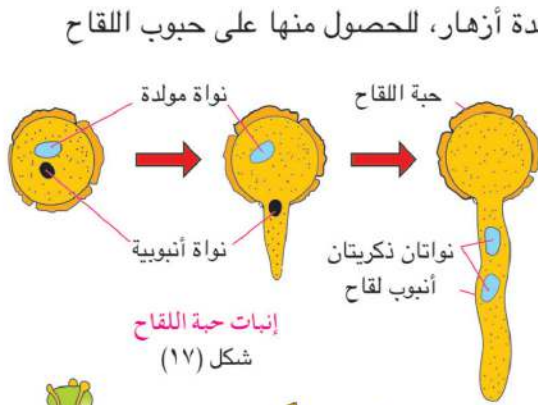 دة أزهار، للحصول منها على حبوب اللقاح
نواة مولدة
حبة اللقاح
نواة أنبوبية
نواتان ذكريتان
أنبوب لقاح
إنبات حبة اللقاح
شكل (١٧)